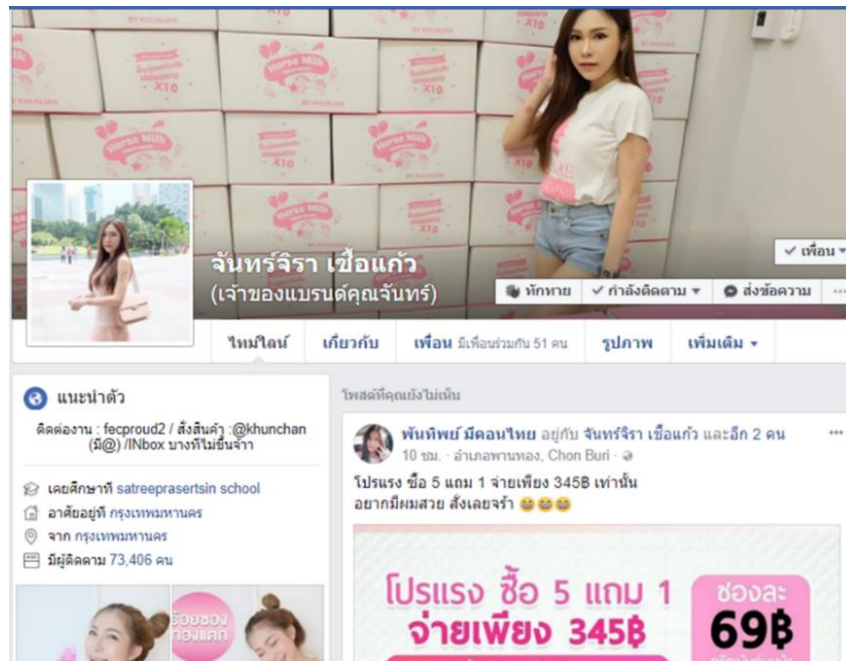 Horse Milk
X10
BY KHUNJAN
จันทร์จิรา เชื้อแก้ว
(เจ้าของแบรนด์คุณจันทร์)
เพื่อน
ทักทาย
กำลังติดตาม
ส่งข้อความ
ไทม์ไลน์
เกี่ยวกับ
เพื่อน มีเพื่อนร่วมกัน 51 คน
รูปภาพ
เพิ่มเติม
แนะนำตัว
ติดต่องาน : fecproud2 / สั่งสินค้า :@khunchan
(มี@) /INbox บางทีไม่ขึ้นจ้าา
เคยศึกษาที่ satreeprasertsin school
อาศัยอยู่ที่ กรุงเทพมหานคร
จาก กรุงเทพมหานคร
มีผู้ติดตาม 73,406 คน
ร้อยซอง
กองแตก
โพสต์ที่คุณยังไม่เห็น
พันทิพย์ มีคอนไทย อยู่กับ จันทร์จิรา เชื้อแก้ว และอีก 2 คน
10 ชม. · อำเภอพานทอง, Chon Buri ·
โปรแรง ซื้อ 5 แถม 1 จ่ายเพียง 345฿ เท่านั้น
อยากมีผมสวย สั่งเลยจร้า
โปรแรง ซื้อ 5 แถม 1
จ่ายเพียง 345฿
ซองละ
69฿